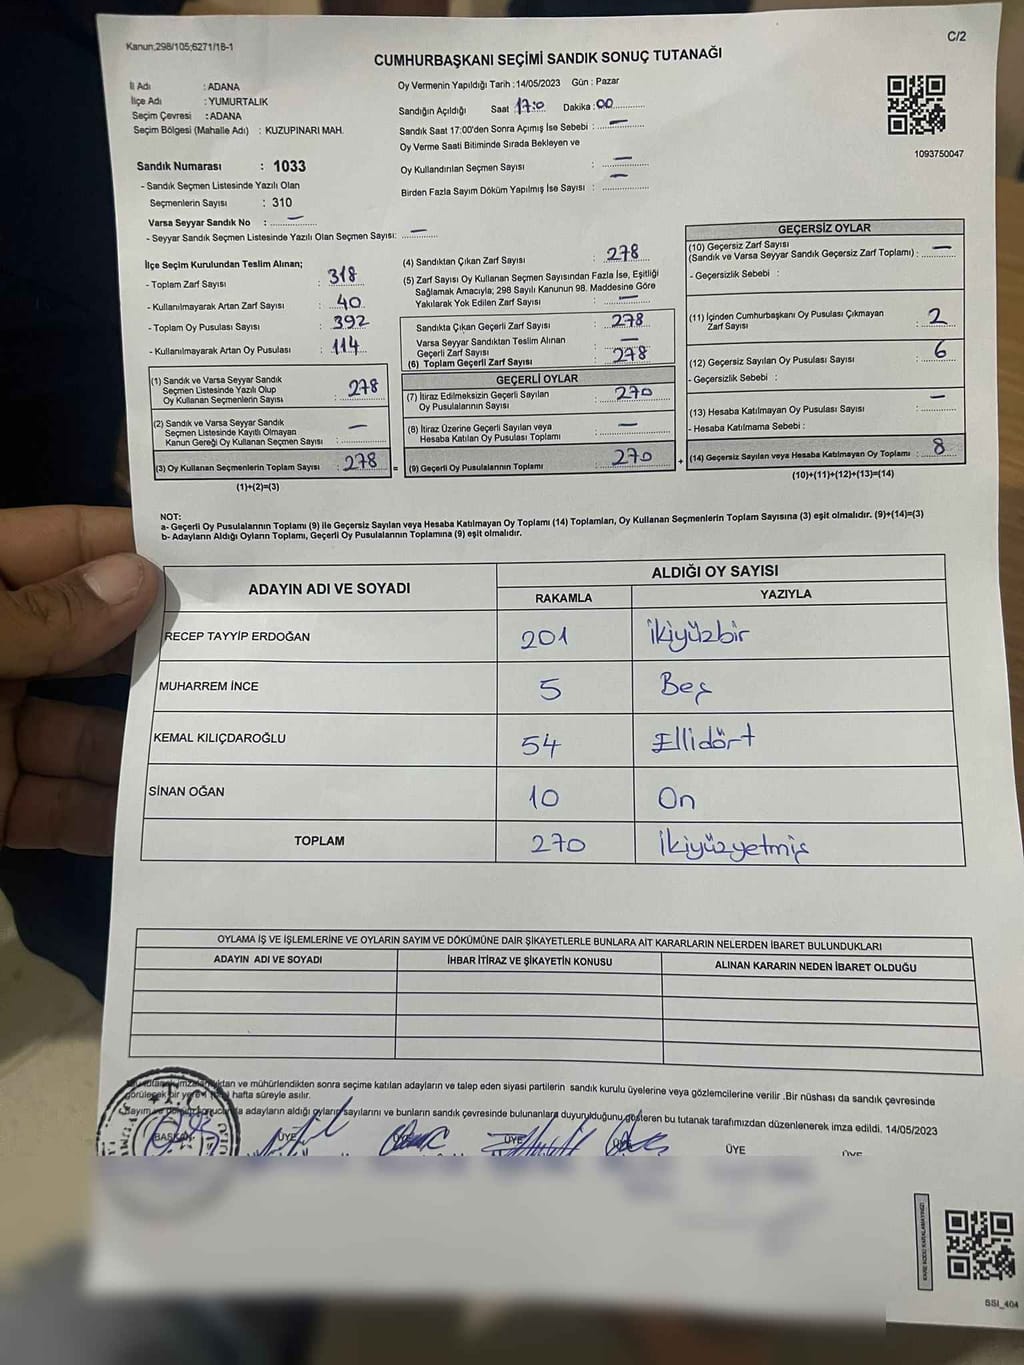 Kanun;298/105;6271/18-1
C/2
CUMHURBAŞKANI SEÇİMİ SANDIK SONUÇ TUTANAĞI
İl Adı : ADANA
İlçe Adı : YUMURTALIK
Seçim Çevresi : ADANA
Seçim Bölgesi (Mahalle Adı) : KUZUPINARI MAH.
Sandık Numarası : 1033
- Sandık Seçmen Listesinde Yazılı Olan
Seçmenlerin Sayısı : 310
Varsa Seyyar Sandık No : —
- Seyyar Sandık Seçmen Listesinde Yazılı Olan Seçmen Sayısı: —
Oy Vermenin Yapıldığı Tarih : 14/05/2023 Gün : Pazar
Sandığın Açıldığı Saat 17:0 Dakika : 00
Sandık Saat 17:00'den Sonra Açımış İse Sebebi : —
Oy Verme Saati Bitiminde Sırada Bekleyen ve
Oy Kullandırılan Seçmen Sayısı : —
Birden Fazla Sayım Döküm Yapılmış İse Sayısı : —
1093750047
İlçe Seçim Kurulundan Teslim Alınan;
- Toplam Zarf Sayısı : 318
- Kullanılmayarak Artan Zarf Sayısı : 40
- Toplam Oy Pusulası Sayısı : 392
- Kullanılmayarak Artan Oy Pusulası : 114
(1) Sandık ve Varsa Seyyar Sandık
Seçmen Listesinde Yazılı Olup
Oy Kullanan Seçmenlerin Sayısı : 278
(2) Sandık ve Varsa Seyyar Sandık
Seçmen Listesinde Kayıtlı Olmayan
Kanun Gereği Oy Kullanan Seçmen Sayısı : —
(3) Oy Kullanan Seçmenlerin Toplam Sayısı : 278
(1)+(2)=(3)
(4) Sandıktan Çıkan Zarf Sayısı : 278
(5) Zarf Sayısı Oy Kullanan Seçmen Sayısından Fazla İse, Eşitliği
Sağlamak Amacıyla; 298 Sayılı Kanunun 98. Maddesine Göre
Yakılarak Yok Edilen Zarf Sayısı : —
Sandıkta Çıkan Geçerli Zarf Sayısı : 278
Varsa Seyyar Sandıktan Teslim Alınan
Geçerli Zarf Sayısı : —
(6) Toplam Geçerli Zarf Sayısı : 278
GEÇERLİ OYLAR
(7) İtiraz Edilmeksizin Geçerli Sayılan
Oy Pusulalarının Sayısı : 270
(8) İtiraz Üzerine Geçerli Sayılan veya
Hesaba Katılan Oy Pusulası Toplamı : —
= (9) Geçerli Oy Pusulalarının Toplamı : 270 +
GEÇERSİZ OYLAR
(10) Geçersiz Zarf Sayısı
(Sandık ve Varsa Seyyar Sandık Geçersiz Zarf Toplamı) : —
- Geçersizlik Sebebi :
(11) İçinden Cumhurbaşkanı Oy Pusulası Çıkmayan
Zarf Sayısı : 2
(12) Geçersiz Sayılan Oy Pusulası Sayısı : 6
- Geçersizlik Sebebi :
(13) Hesaba Katılmayan Oy Pusulası Sayısı : —
- Hesaba Katılmama Sebebi :
(14) Geçersiz Sayılan veya Hesaba Katılmayan Oy Toplamı : 8
(10)+(11)+(12)+(13)=(14)
NOT:
a- Geçerli Oy Pusulalarının Toplamı (9) ile Geçersiz Sayılan veya Hesaba Katılmayan Oy Toplamı (14) Toplamları, Oy Kullanan Seçmenlerin Toplam Sayısına (3) eşit olmalıdır. (9)+(14)=(3)
b- Adayların Aldığı Oyların Toplamı, Geçerli Oy Pusulalarının Toplamına (9) eşit olmalıdır.
ADAYIN ADI VE SOYADI
ALDIĞI OY SAYISI
RAKAMLA YAZIYLA
RECEP TAYYİP ERDOĞAN 201 İkiyüzbir
MUHARREM İNCE 5 Beş
KEMAL KILIÇDAROĞLU 54 Ellidört
SİNAN OĞAN 10 On
TOPLAM 270 İkiyüzyetmiş
OYLAMA İŞ VE İŞLEMLERİNE VE OYLARIN SAYIM VE DÖKÜMÜNE DAİR ŞİKAYETLERLE BUNLARA AİT KARARLARIN NELERDEN İBARET BULUNDUKLARI
ADAYIN ADI VE SOYADI İHBAR İTİRAZ VE ŞİKAYETİN KONUSU ALINAN KARARIN NEDEN İBARET OLDUĞU
ve mühürlendikten sonra seçime katılan adayların ve talep eden siyasi partilerin sandık kurulu üyelerine veya gözlemcilerine verilir .Bir nüshası da sandık çevresinde
hafta süreyle asılır.
adayların aldığı oyların sayılarını ve bunların sandık çevresinde bulunanlara duyurulduğunu gösteren bu tutanak tarafımızdan düzenlenerek imza edildi. 14/05/2023
BAŞKAN ÜYE ÜYE ÜYE ÜYE
SSI_404